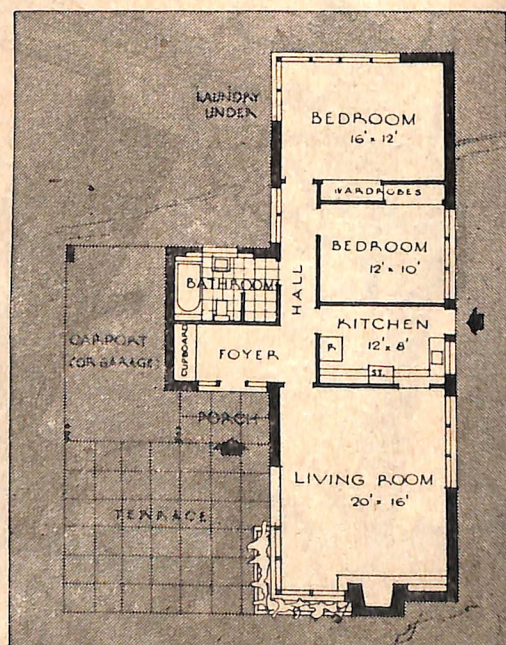 LAUNDRY
UNDER
BEDROOM
16' × 12'
WARDROBES
BEDROOM
12' × 10'
HALL
BATHROOM
KITCHEN
12' × 8'
R
ST.
CARPORT
(OR GARAGE)
CUPBOARD
FOYER
PORCH
LIVING ROOM
20' × 16'
TERRACE